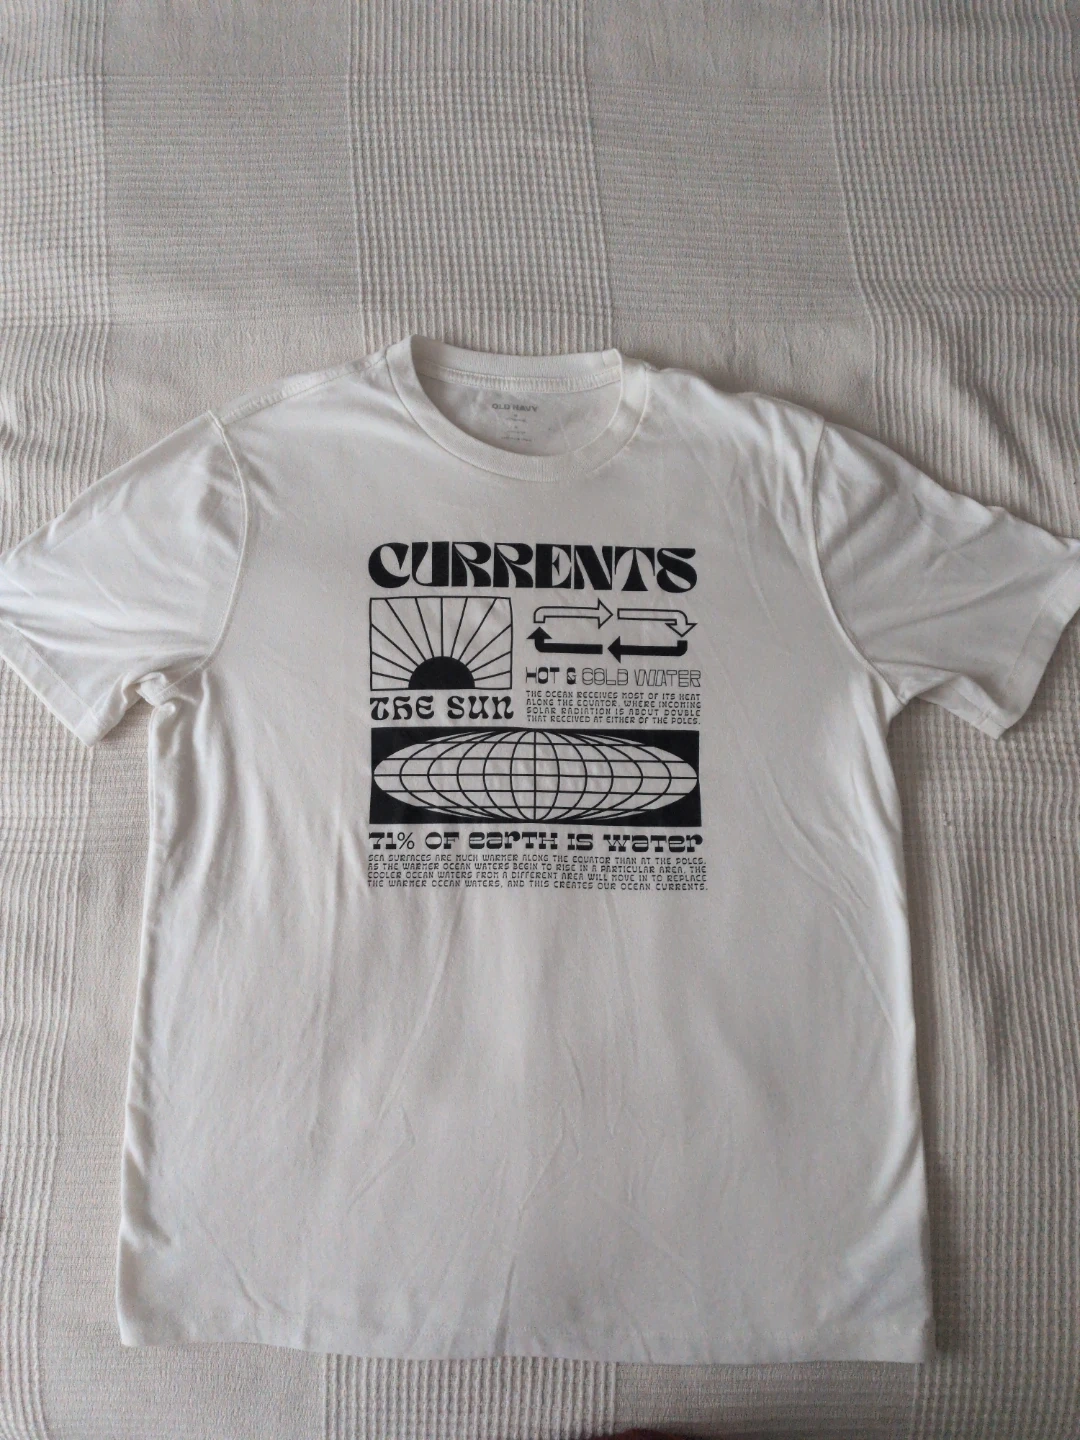 OLD NAVY
CURRENTS
THE SUN
HOT & COLD WATER
THE OCEAN RECEIVES MOST OF ITS HEAT
ALONG THE EQUATOR, WHERE INCOMING
SOLAR RADIATION IS ABOUT DOUBLE
THAT RECEIVED AT EITHER OF THE POLES.
71% OF EARTH IS WATER
SEA SURFACES ARE MUCH WARMER ALONG THE EQUATOR THAN AT THE POLES.
AS THE WARMER OCEAN WATERS BEGIN TO RISE IN A PARTICULAR AREA, THE
COOLER OCEAN WATERS FROM A DIFFERENT AREA WILL MOVE IN TO REPLACE
THE WARMER OCEAN WATERS, AND THIS CREATES OUR OCEAN CURRENTS.